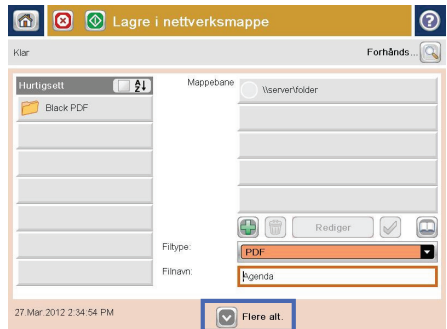 Lagre i nettverksmappe
?
Klar
Forhånds...
Hurtigsett
Black PDF
Mappebane
\\server\folder
Rediger
Filtype:
PDF
Filnavn:
Agenda
27.Mar.2012 2:34:54 PM
Flere alt.